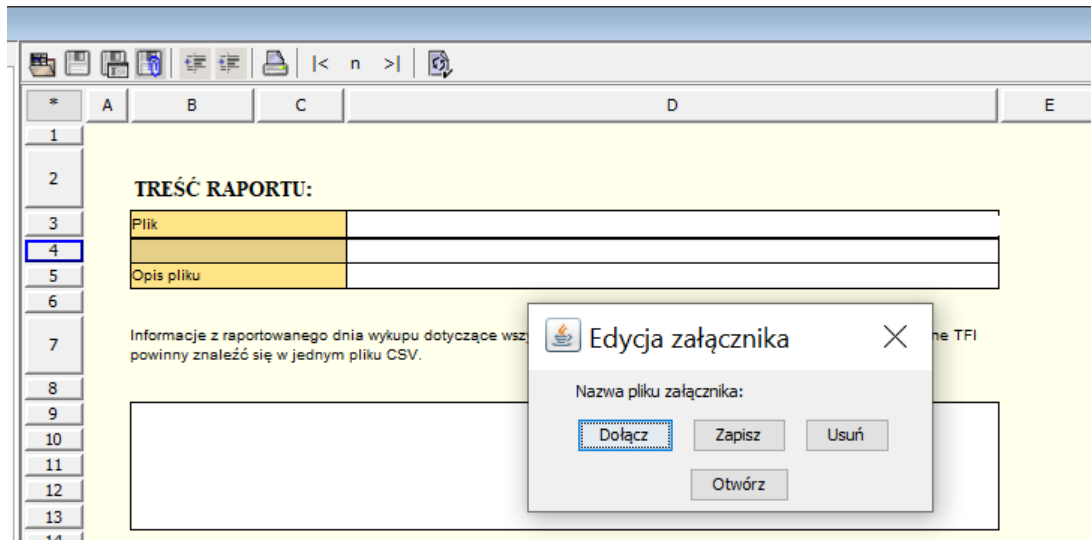 |< n >|
* A B C D E
1
2 TREŚĆ RAPORTU:
3 Plik
4
5 Opis pliku
6
Edycja załącznika
7 Informacje z raportowanego dnia wykupu dotyczące TFI
powinny znaleźć się w jednym pliku CSV.
Nazwa pliku załącznika:
8
9
Dołącz Zapisz Usuń
10
11
Otwórz
12
13
14